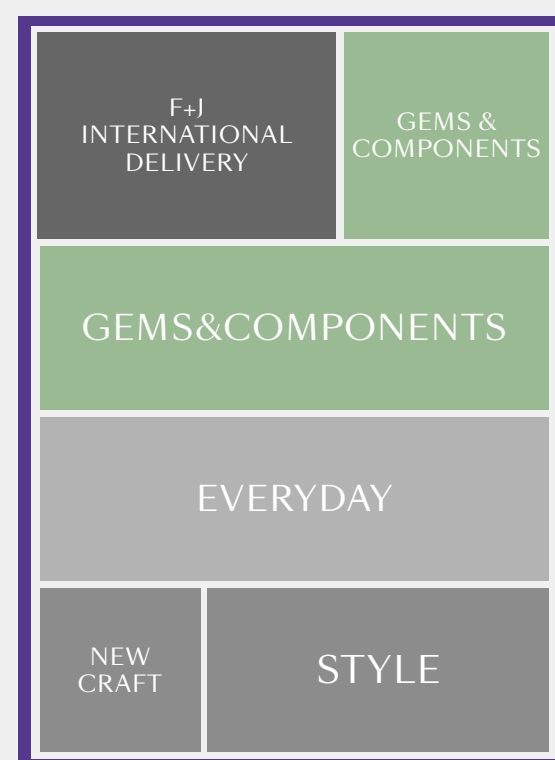 F+J
INTERNATIONAL
DELIVERY
GEMS &
COMPONENTS
GEMS&COMPONENTS
EVERYDAY
NEW
CRAFT
STYLE